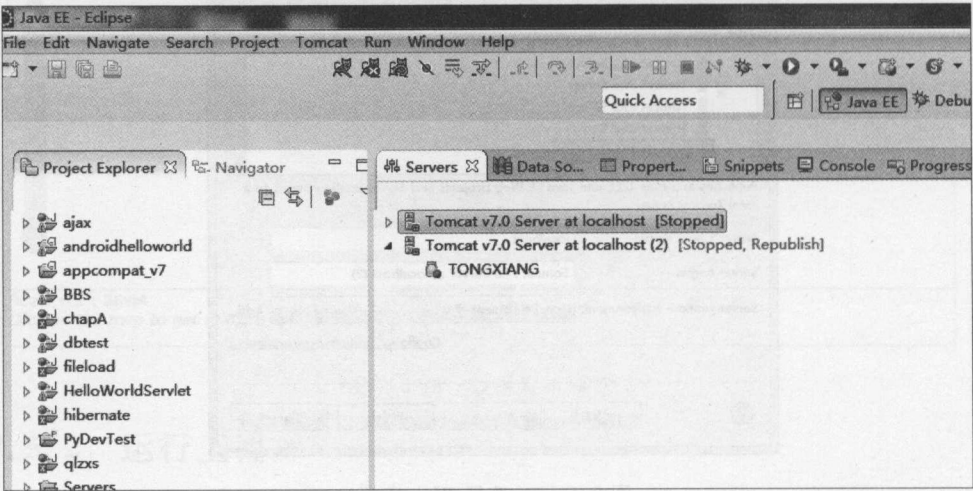 Java EE - Eclipse
File Edit Navigate Search Project Tomcat Run Window Help
Quick Access
Java EE
Debu
Project Explorer
Navigator
Servers
Data So...
Propert...
Snippets
Console
Progress
ajax
androidhelloworld
appcompat_v7
BBS
chapA
dbtest
fileload
HelloWorldServlet
hibernate
PyDevTest
qlzxs
Servers
Tomcat v7.0 Server at localhost [Stopped]
Tomcat v7.0 Server at localhost (2) [Stopped, Republish]
TONGXIANG